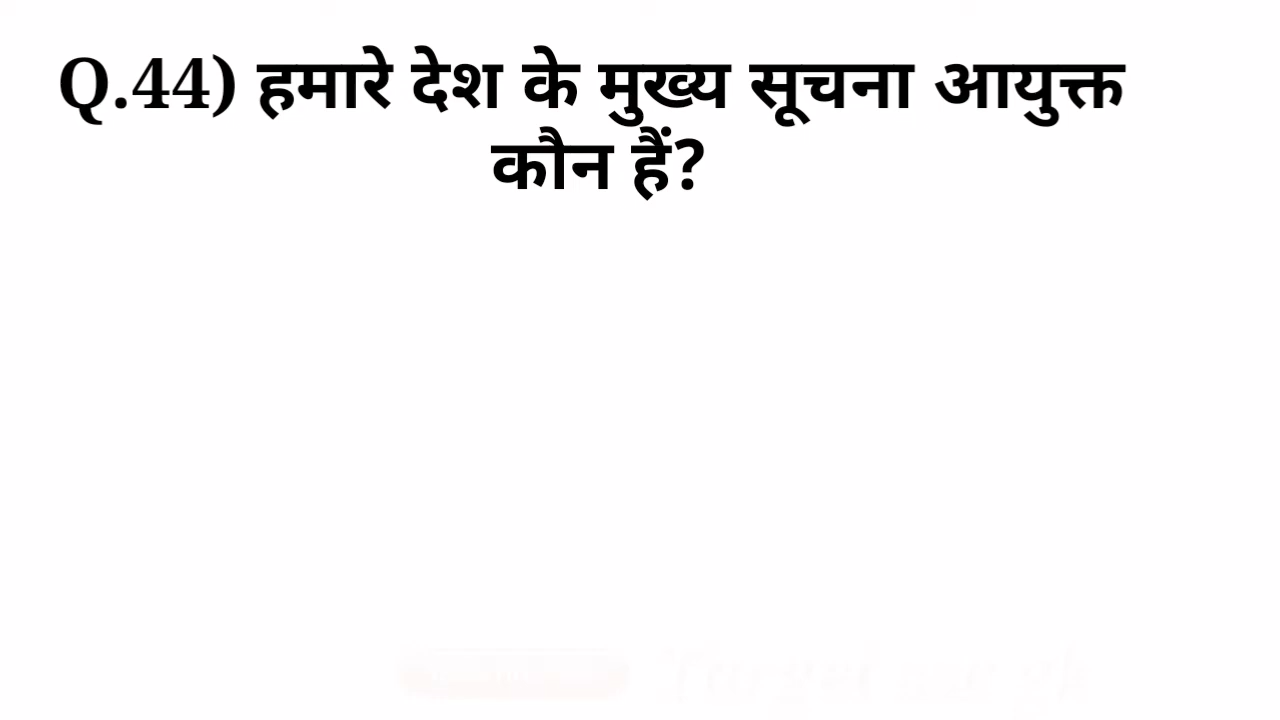 Q.44) हमारे देश के मुख्य सूचना आयुक्त
कौन हैं?